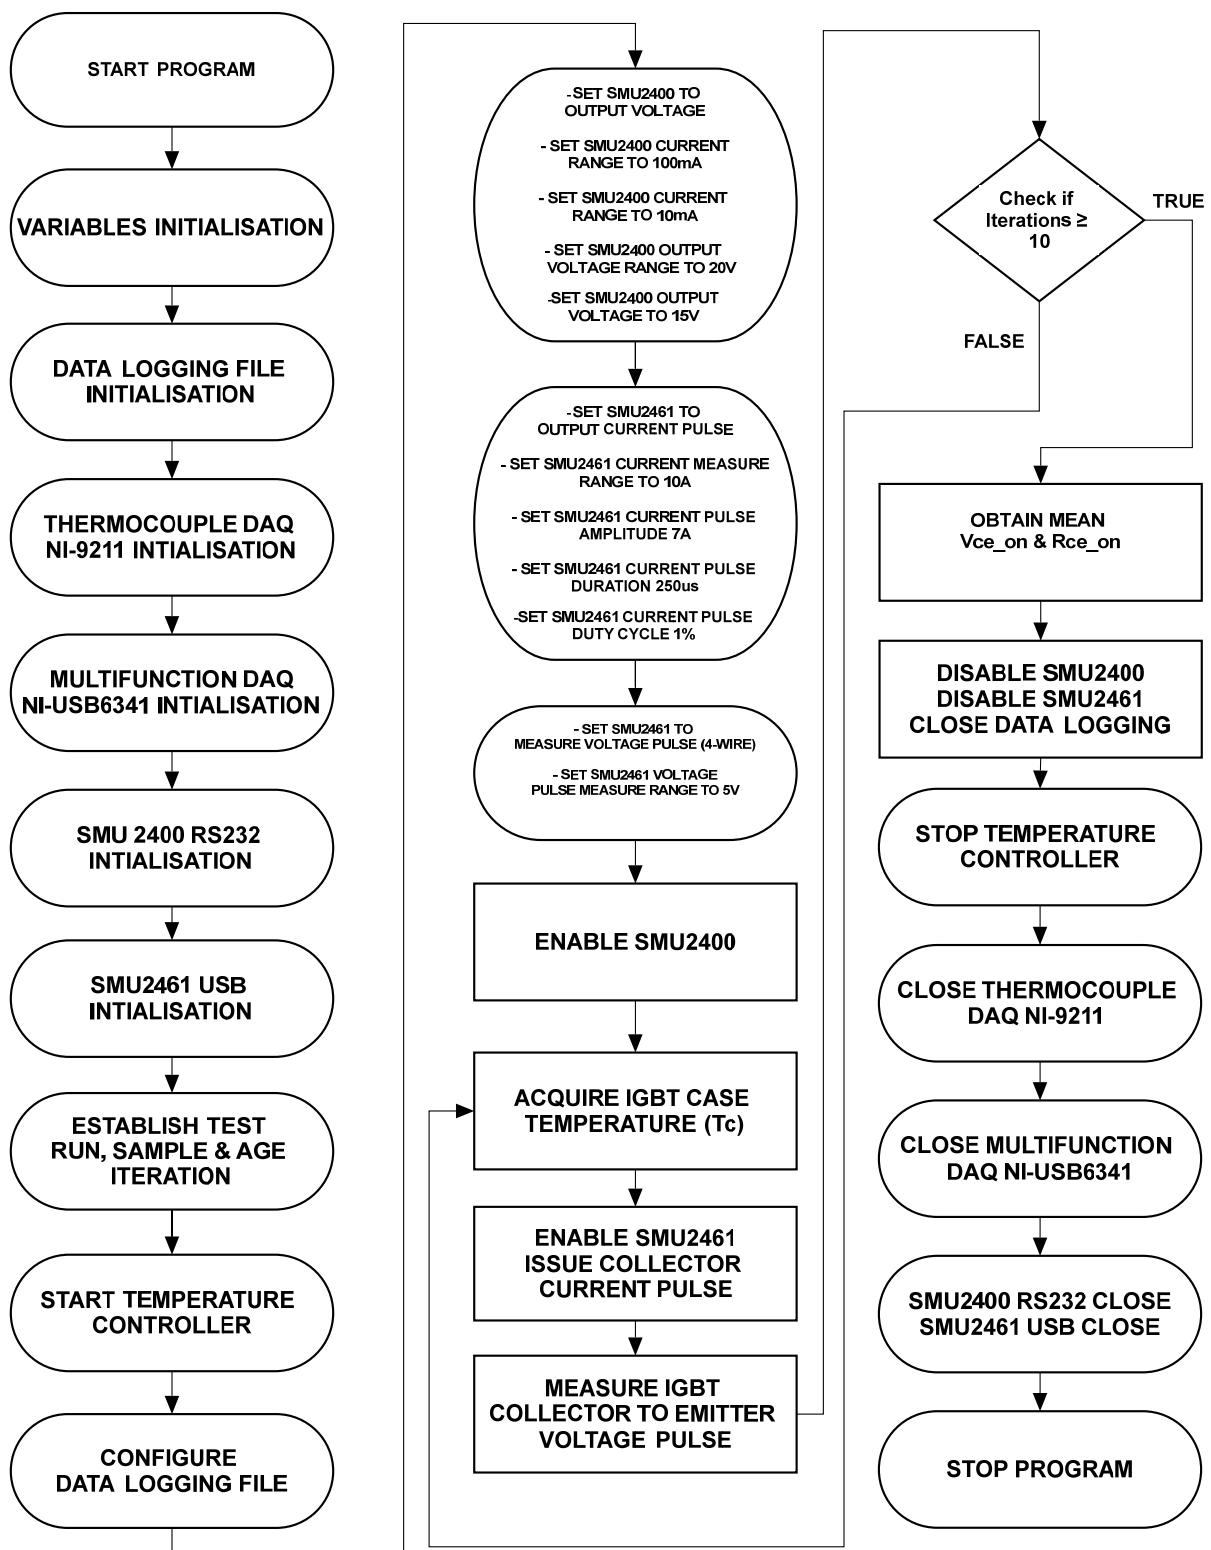 START PROGRAM
VARIABLES INITIALISATION
DATA LOGGING FILE
INITIALISATION
THERMOCOUPLE DAQ
NI-9211 INTIALISATION
MULTIFUNCTION DAQ
NI-USB6341 INTIALISATION
SMU 2400 RS232
INTIALISATION
SMU2461 USB
INTIALISATION
ESTABLISH TEST
RUN, SAMPLE & AGE
ITERATION
START TEMPERATURE
CONTROLLER
CONFIGURE
DATA LOGGING FILE
- SET SMU2400 TO
OUTPUT VOLTAGE
- SET SMU2400 CURRENT
RANGE TO 100mA
- SET SMU2400 CURRENT
RANGE TO 10mA
- SET SMU2400 OUTPUT
VOLTAGE RANGE TO 20V
-SET SMU2400 OUTPUT
VOLTAGE TO 15V
-SET SMU2461 TO
OUTPUT CURRENT PULSE
- SET SMU2461 CURRENT MEASURE
RANGE TO 10A
- SET SMU2461 CURRENT PULSE
AMPLITUDE 7A
- SET SMU2461 CURRENT PULSE
DURATION 250us
-SET SMU2461 CURRENT PULSE
DUTY CYCLE 1%
- SET SMU2461 TO
MEASURE VOLTAGE PULSE (4-WIRE)
- SET SMU2461 VOLTAGE
PULSE MEASURE RANGE TO 5V
ENABLE SMU2400
ACQUIRE IGBT CASE
TEMPERATURE (Tc)
ENABLE SMU2461
ISSUE COLLECTOR
CURRENT PULSE
MEASURE IGBT
COLLECTOR TO EMITTER
VOLTAGE PULSE
Check if
Iterations ≥
10
TRUE
FALSE
OBTAIN MEAN
Vce_on & Rce_on
DISABLE SMU2400
DISABLE SMU2461
CLOSE DATA LOGGING
STOP TEMPERATURE
CONTROLLER
CLOSE THERMOCOUPLE
DAQ NI-9211
CLOSE MULTIFUNCTION
DAQ NI-USB6341
SMU2400 RS232 CLOSE
SMU2461 USB CLOSE
STOP PROGRAM